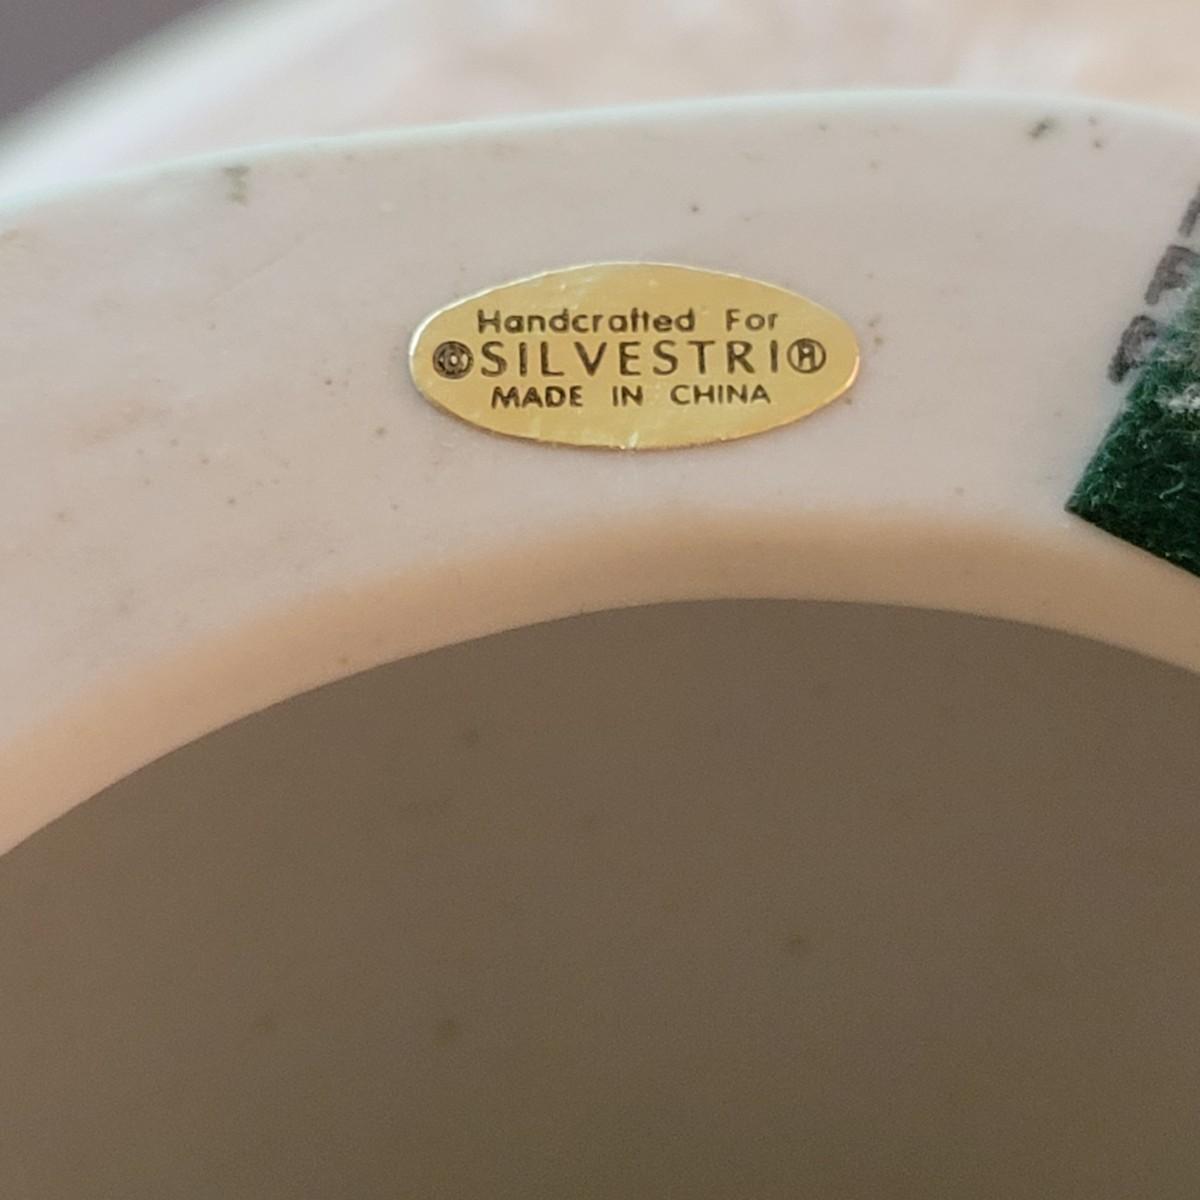 Handcrafted For
SILVESTRI®
MADE IN CHINA